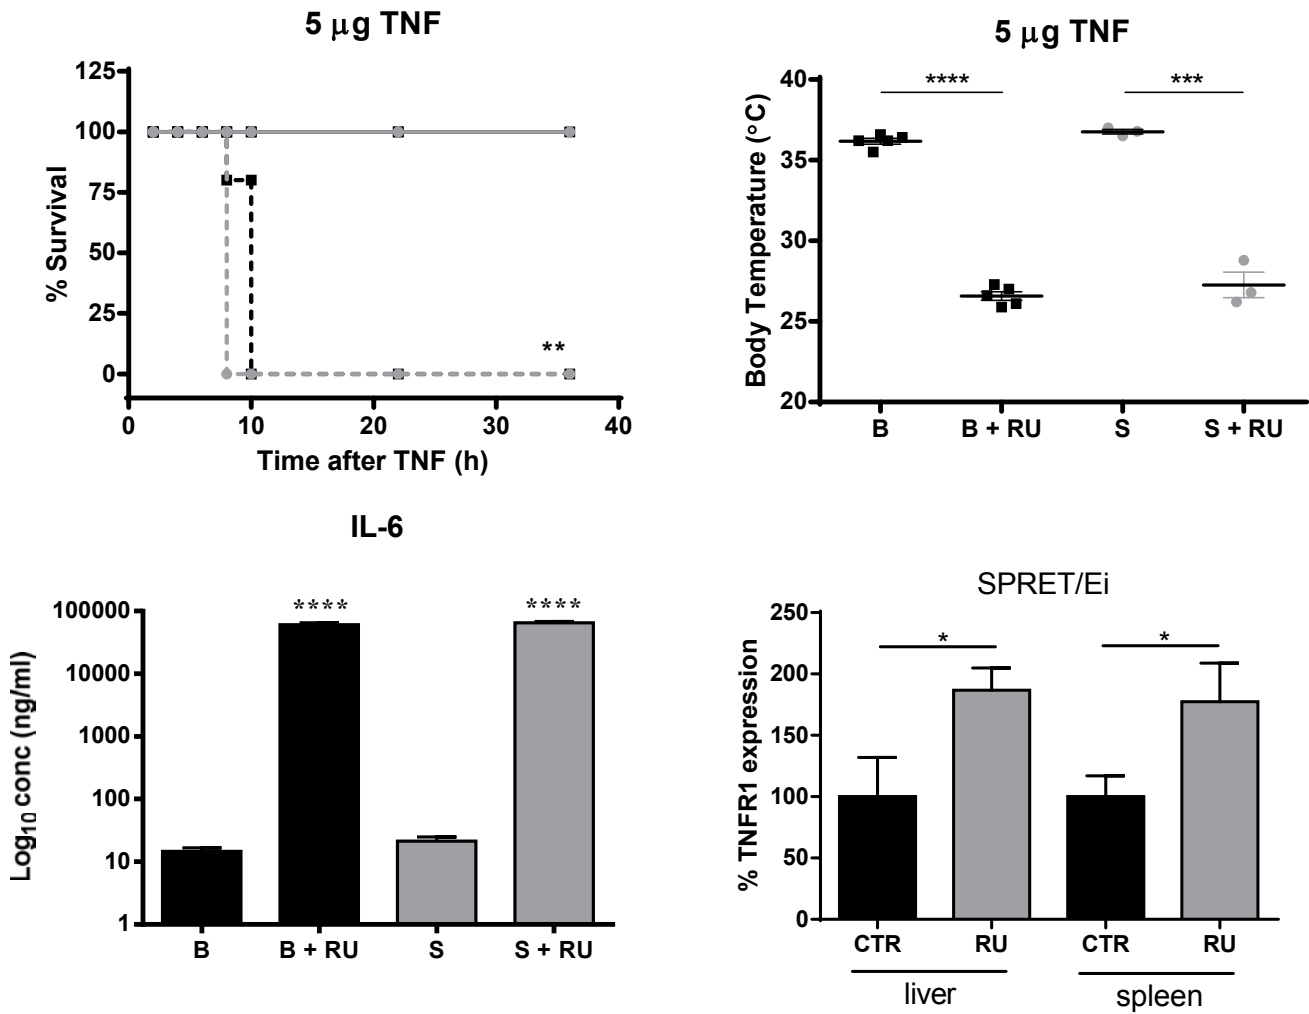 5 μg TNF
125
100
75
50
25
0
% Survival
**
0 10 20 30 40
Time after TNF (h)
5 μg TNF
40
35
30
25
20
Body Temperature (°C)
**** ***
B B + RU S S + RU
IL-6
100000
10000
1000
100
10
1
Log10 conc (ng/ml)
**** ****
B B + RU S S + RU
SPRET/Ei
250
200
150
100
50
0
% TNFR1 expression
* *
CTR RU CTR RU
liver spleen